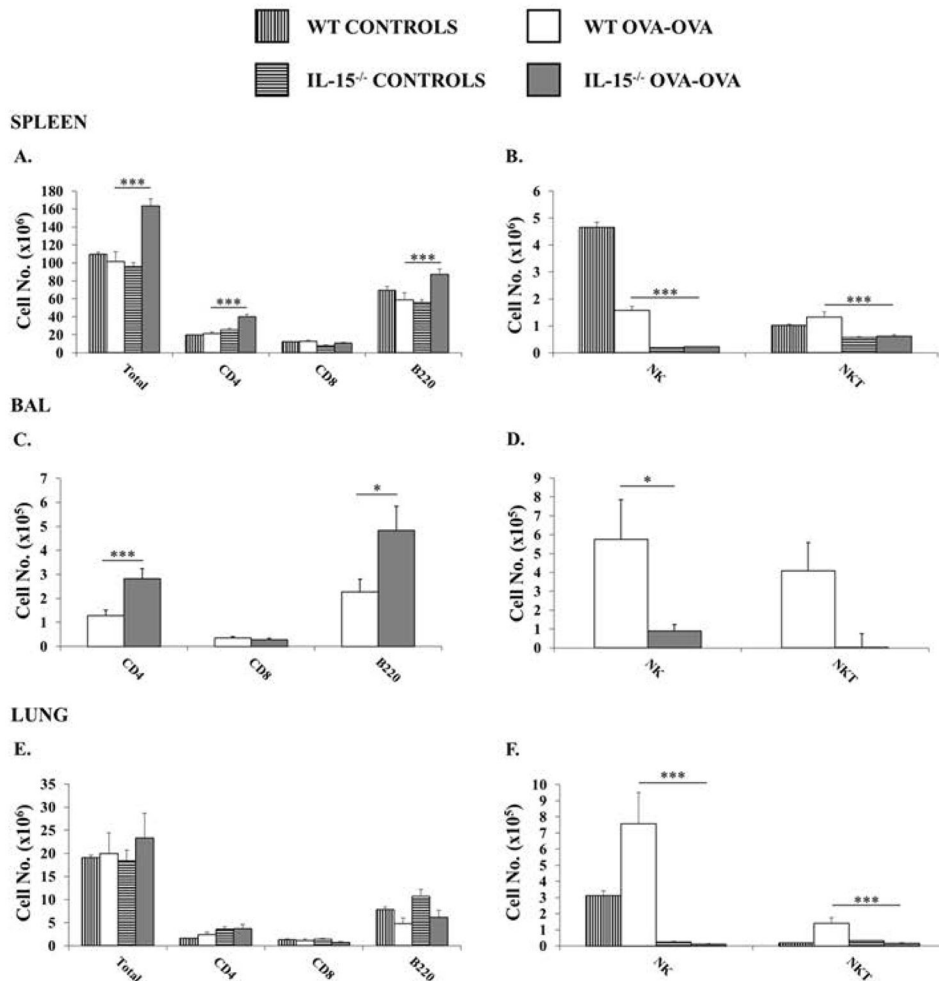 WT CONTROLS
WT OVA-OVA
IL-15-/- CONTROLS
IL-15-/- OVA-OVA
SPLEEN
A.
Cell No. (x10⁶)
180
160
140
120
100
80
60
40
20
0
***
***
***
Total
CD4
CD8
B220
B.
Cell No. (x10⁶)
6
5
4
3
2
1
0
***
***
NK
NKT
BAL
C.
Cell No. (x10⁵)
7
6
5
4
3
2
1
0
***
*
CD4
CD8
B220
D.
Cell No. (x10⁵)
9
8
7
6
5
4
3
2
1
0
*
NK
NKT
LUNG
E.
Cell No. (x10⁶)
35
30
25
20
15
10
5
0
Total
CD4
CD8
B220
F.
Cell No. (x10⁵)
10
9
8
7
6
5
4
3
2
1
0
***
***
NK
NKT